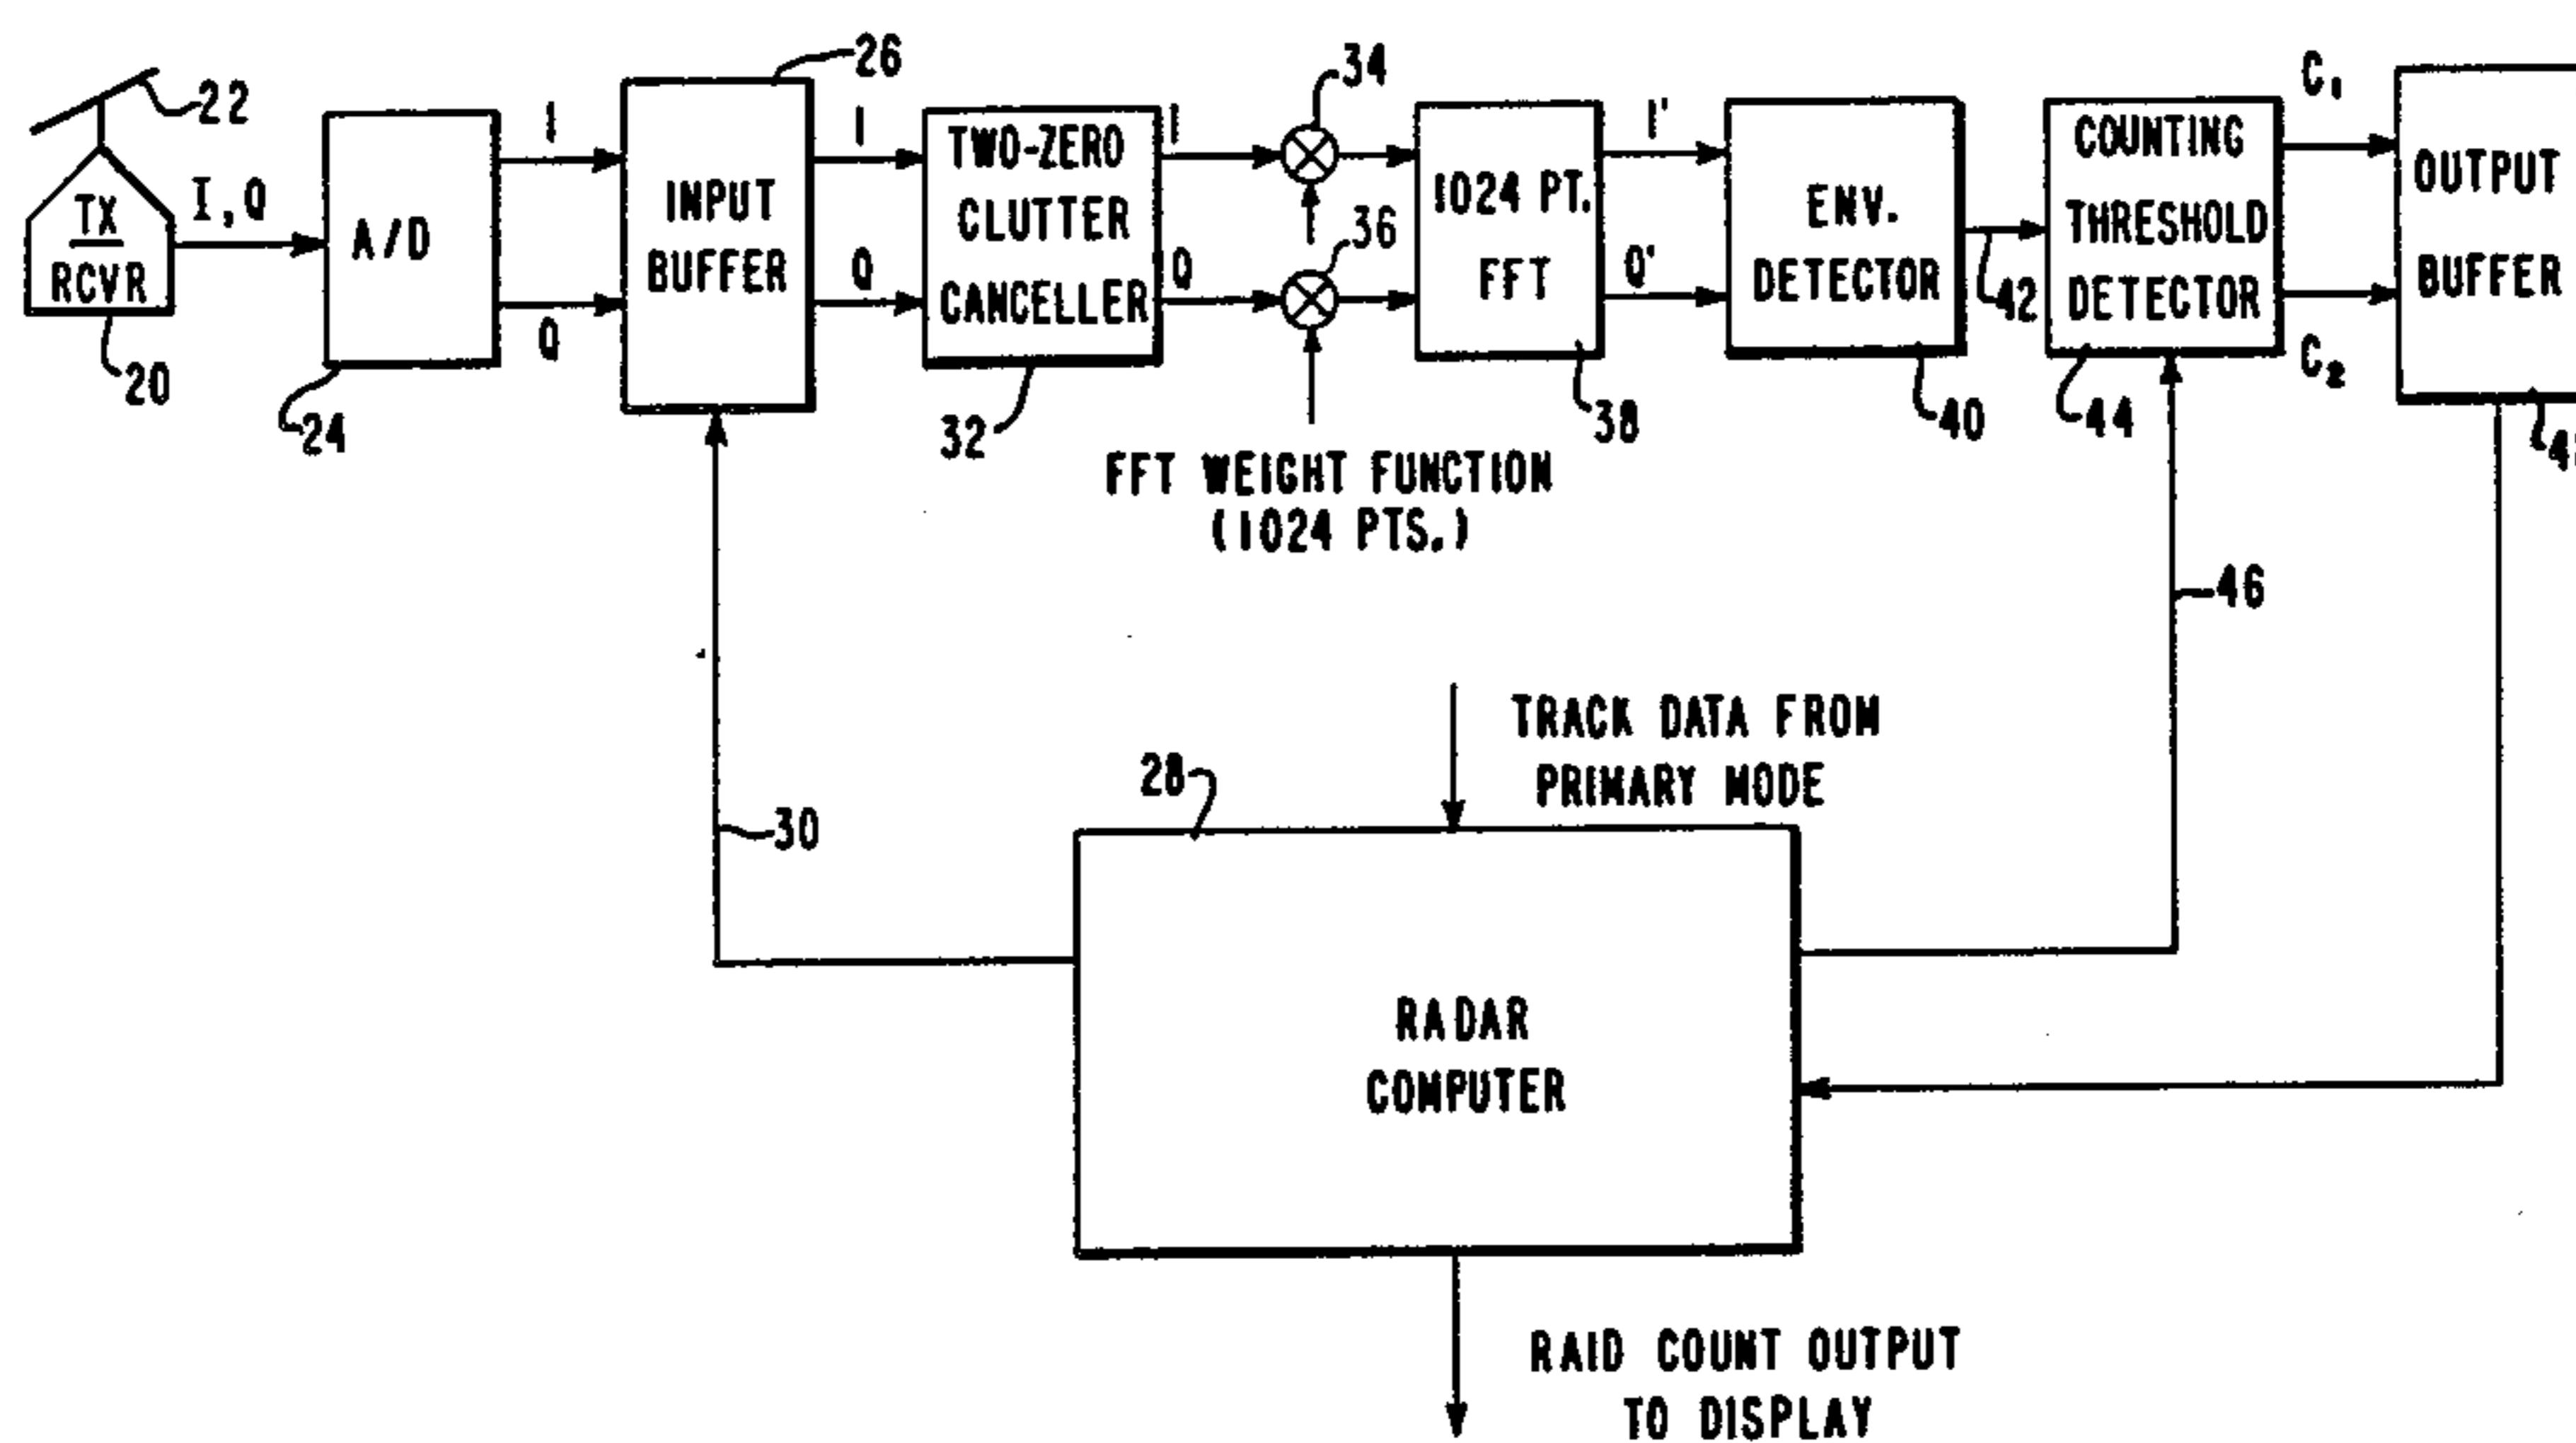 22
TX
RCVR
20
I,Q
A/D
24
I
Q
26
INPUT
BUFFER
I
Q
TWO-ZERO
CLUTTER
CANCELLER
32
I
Q
34
36
FFT WEIGHT FUNCTION
(1024 PTS.)
1024 PT.
FFT
38
I'
Q'
ENV.
DETECTOR
40
42
COUNTING
THRESHOLD
DETECTOR
44
C₁
C₂
OUTPUT
BUFFER
46
30
28
TRACK DATA FROM
PRIMARY MODE
RADAR
COMPUTER
RAID COUNT OUTPUT
TO DISPLAY